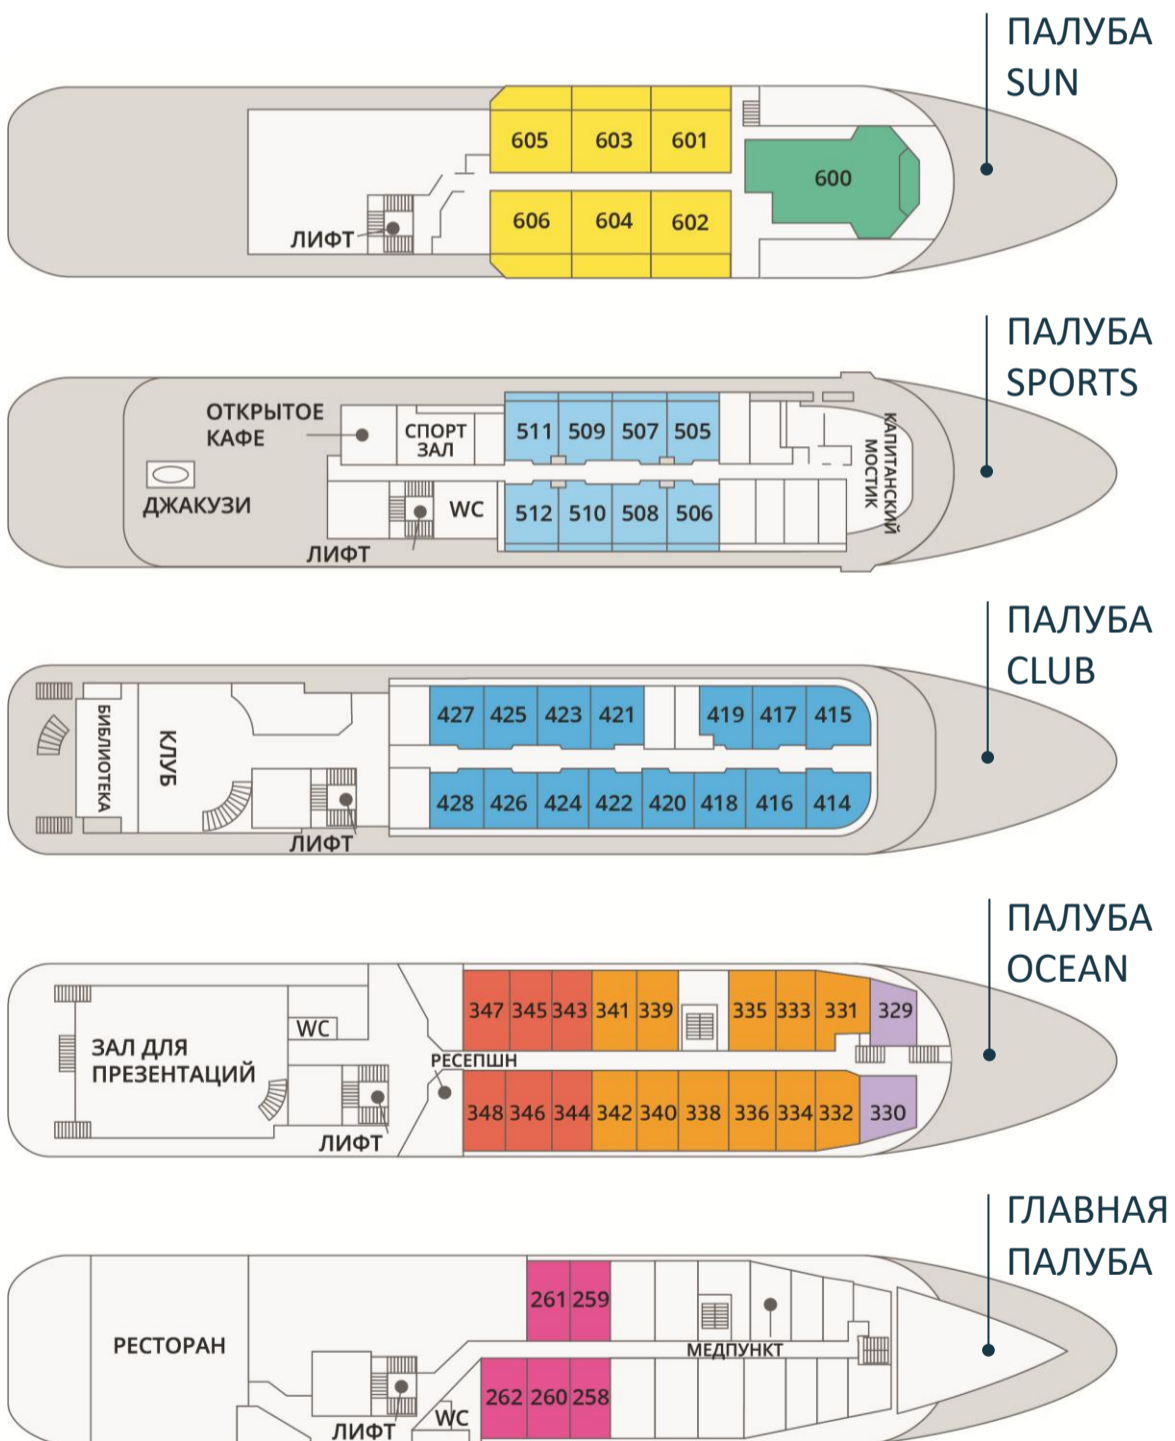 ПАЛУБА
SUN
605 603 601
600
606 604 602
ЛИФТ
ПАЛУБА
SPORTS
ОТКРЫТОЕ
КАФЕ
СПОРТ
ЗАЛ
511 509 507 505
КАПИТАНСКИЙ
МОСТИК
ДЖАКУЗИ
WC
512 510 508 506
ЛИФТ
ПАЛУБА
CLUB
БИБЛИОТЕКА
КЛУБ
427 425 423 421 419 417 415
428 426 424 422 420 418 416 414
ЛИФТ
ПАЛУБА
OCEAN
347 345 343 341 339 335 333 331 329
WC
ЗАЛ ДЛЯ
ПРЕЗЕНТАЦИЙ
РЕСЕПШН
348 346 344 342 340 338 336 334 332 330
ЛИФТ
ГЛАВНАЯ
ПАЛУБА
261 259
РЕСТОРАН
МЕДПУНКТ
262 260 258
WC
ЛИФТ